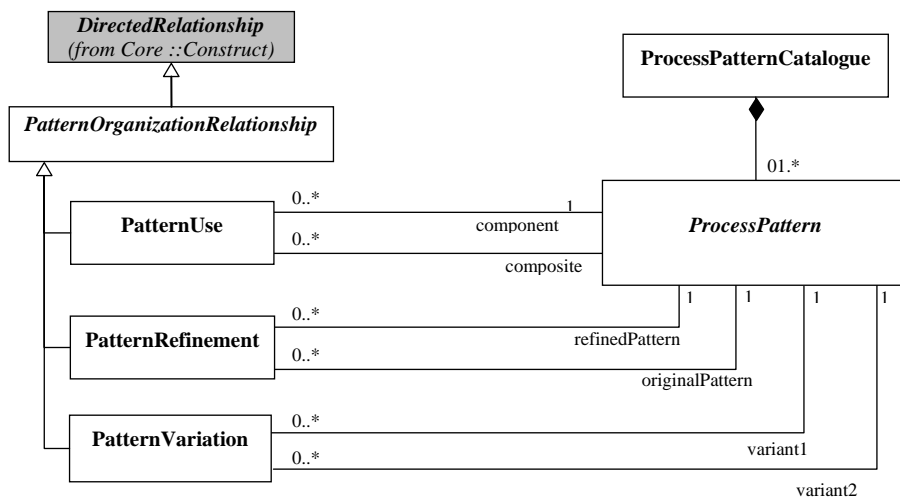 DirectedRelationship
(from Core ::Construct)
ProcessPatternCatalogue
PatternOrganizationRelationship
01.*
0..*
1
PatternUse
component
ProcessPattern
0..*
composite
1
1
1
1
0..*
PatternRefinement
refinedPattern
0..*
originalPattern
0..*
PatternVariation
variant1
0..*
variant2